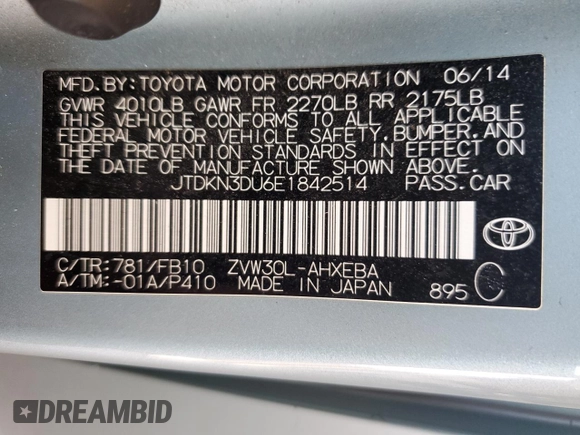 MFD.BY:TOYOTA MOTOR CORPORATION 06/14
GVWR 4010LB GAWR FR 2270LB RR 2175LB
THIS VEHICLE CONFORMS TO ALL APPLICABLE
FEDERAL MOTOR VEHICLE SAFETY,BUMPER,AND
THEFT PREVENTION STANDARDS IN EFFECT ON
THE DATE OF MANUFACTURE SHOWN ABOVE.
JTDKN3DU6E1842514 PASS.CAR
C/TR:781/FB10 ZVW30L-AHXEBA
A/TM:-01A/P410 MADE IN JAPAN 895 C
DREAMBID